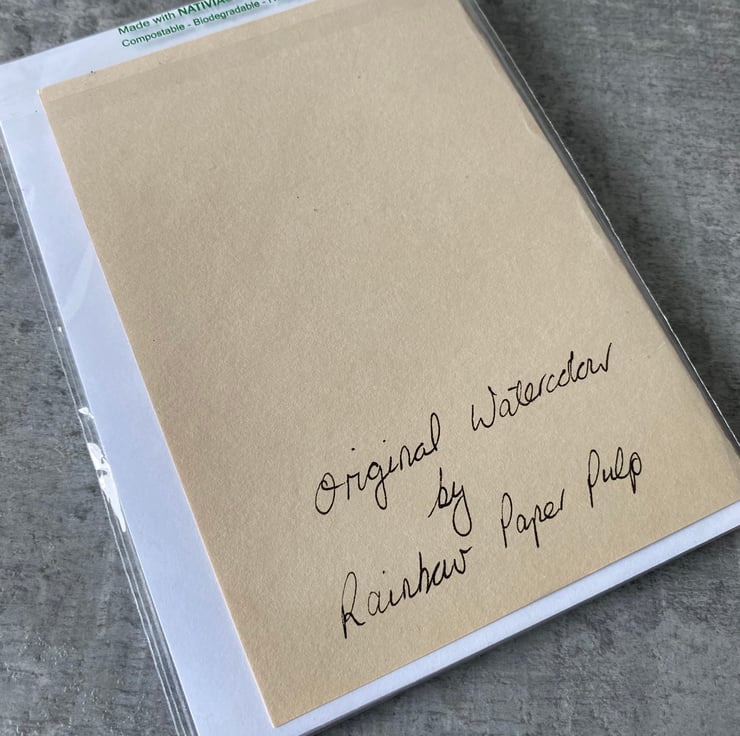 Made with NATIVIA
Compostable - Biodegradable -
Original Watercolour
by
Rainbow Paper Pulp